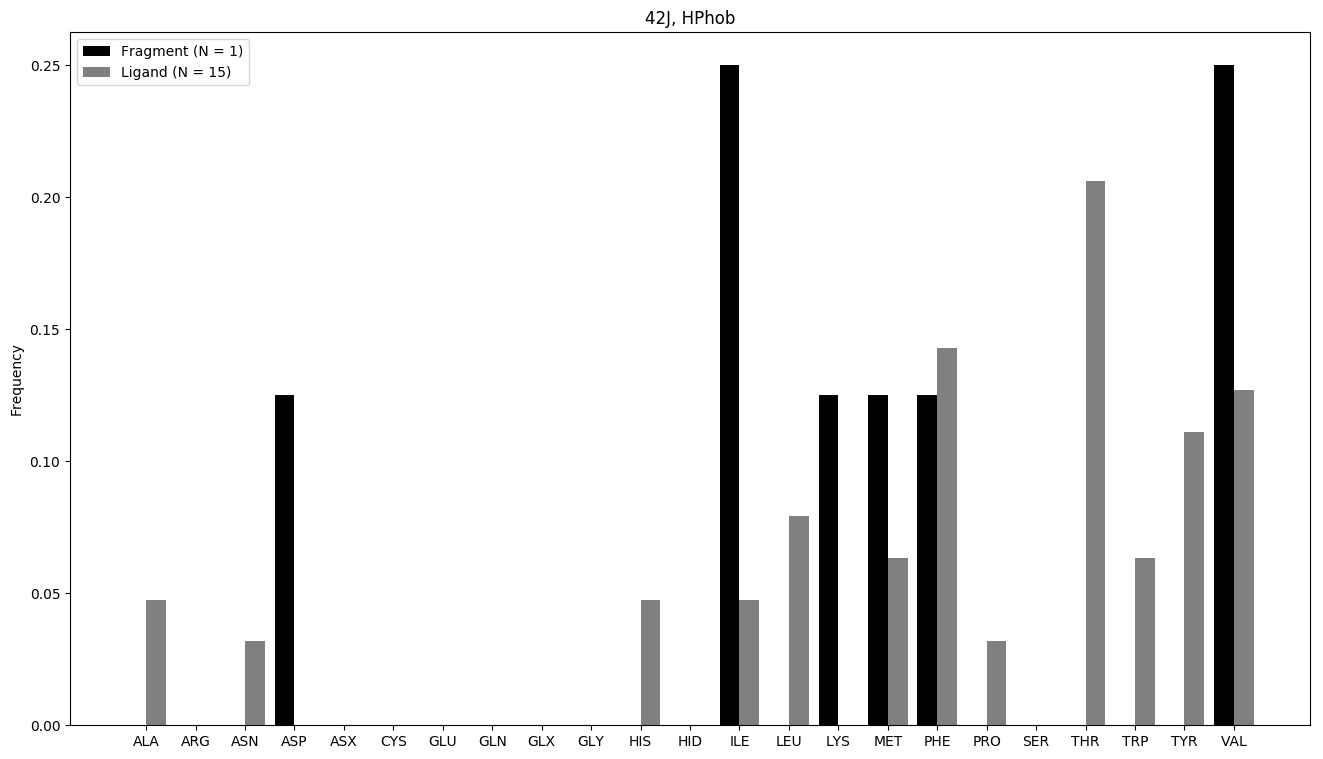 42J, HPhob
Fragment (N = 1)
Ligand (N = 15)
0.25
0.20
0.15
0.10
0.05
0.00
Frequency
ALA ARG ASN ASP ASX CYS GLU GLN GLX GLY HIS HID ILE LEU LYS MET PHE PRO SER THR TRP TYR VAL